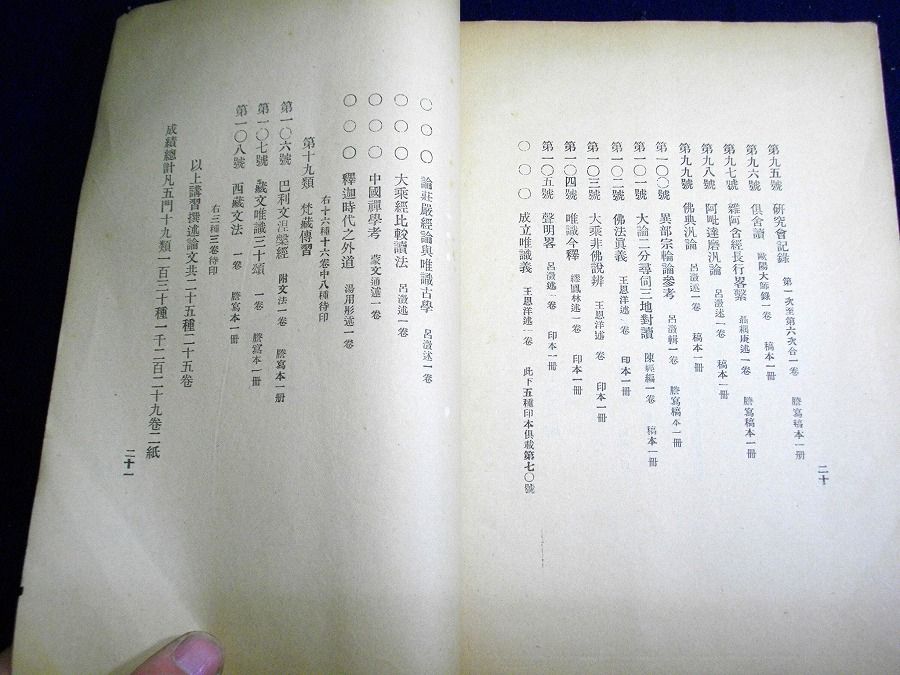 第九五號 研究會記錄 第一次至第六次合一卷 謄寫稿本一册
第九六號 俱舍讀 歐陽大師錄一卷 稿本一册
第九七號 雜阿含經長行畧繫 聶耦庚述一卷 謄寫稿本一册
第九八號 阿毗達磨汎論 呂澂述一卷 稿本一册
第九九號 佛典汎論 呂澂述一卷 稿本一册
第一〇〇號 異部宗輪論參考 呂澂輯一卷 謄寫稿本一册
第一〇一號 大論二分尋伺三地對讀 陳經編一卷 稿本一册
第一〇二號 佛法眞義 王恩洋述一卷 印本一册
第一〇三號 大乘非佛說辨 王恩洋述一卷 印本一册
第一〇四號 唯識今釋 繆鳳林述一卷 印本一册
第一〇五號 聲明畧 呂澂述一卷 印本一册
〇〇〇 成立唯識義 王恩洋述一卷 此下五種印本俱載第七〇號
二十
〇〇〇 論莊嚴經論與唯識古學 呂澂述一卷
〇〇〇 大乘經比較讀法 呂澂述一卷
〇〇〇 中國禪學考 蒙文通述一卷
〇〇〇 釋迦時代之外道 湯用彤述一卷
右十六種十六卷中八種待印
第十九類 梵藏傳習
第一〇六號 巴利文涅槃經 附文法一卷 謄寫本一册
第一〇七號 藏文唯識三十頌 一卷 謄寫本一册
第一〇八號 西藏文法 一卷 謄寫本一册
右三種三卷待印
以上講習撰述論文共二十五種二十五卷
成績總計凡五門十九類一百三十種一千二百二十九卷二紙
二十一